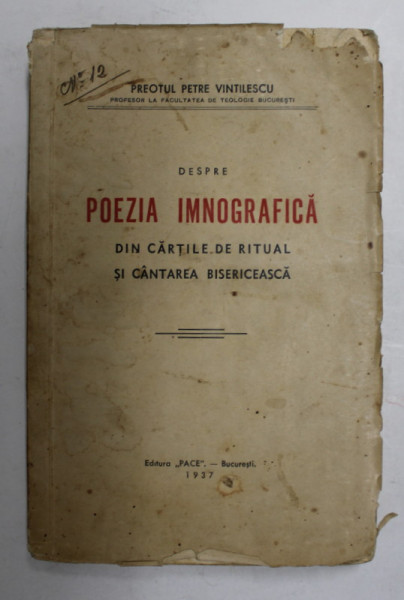 No 12
PREOTUL PETRE VINTILESCU
PROFESOR LA FACULTATEA DE TEOLOGIE BUCUREȘTI
DESPRE
POEZIA IMNOGRAFICĂ
DIN CĂRȚILE DE RITUAL
ȘI CÂNTAREA BISERICEASCĂ
Editura „PACE", — București.
1937